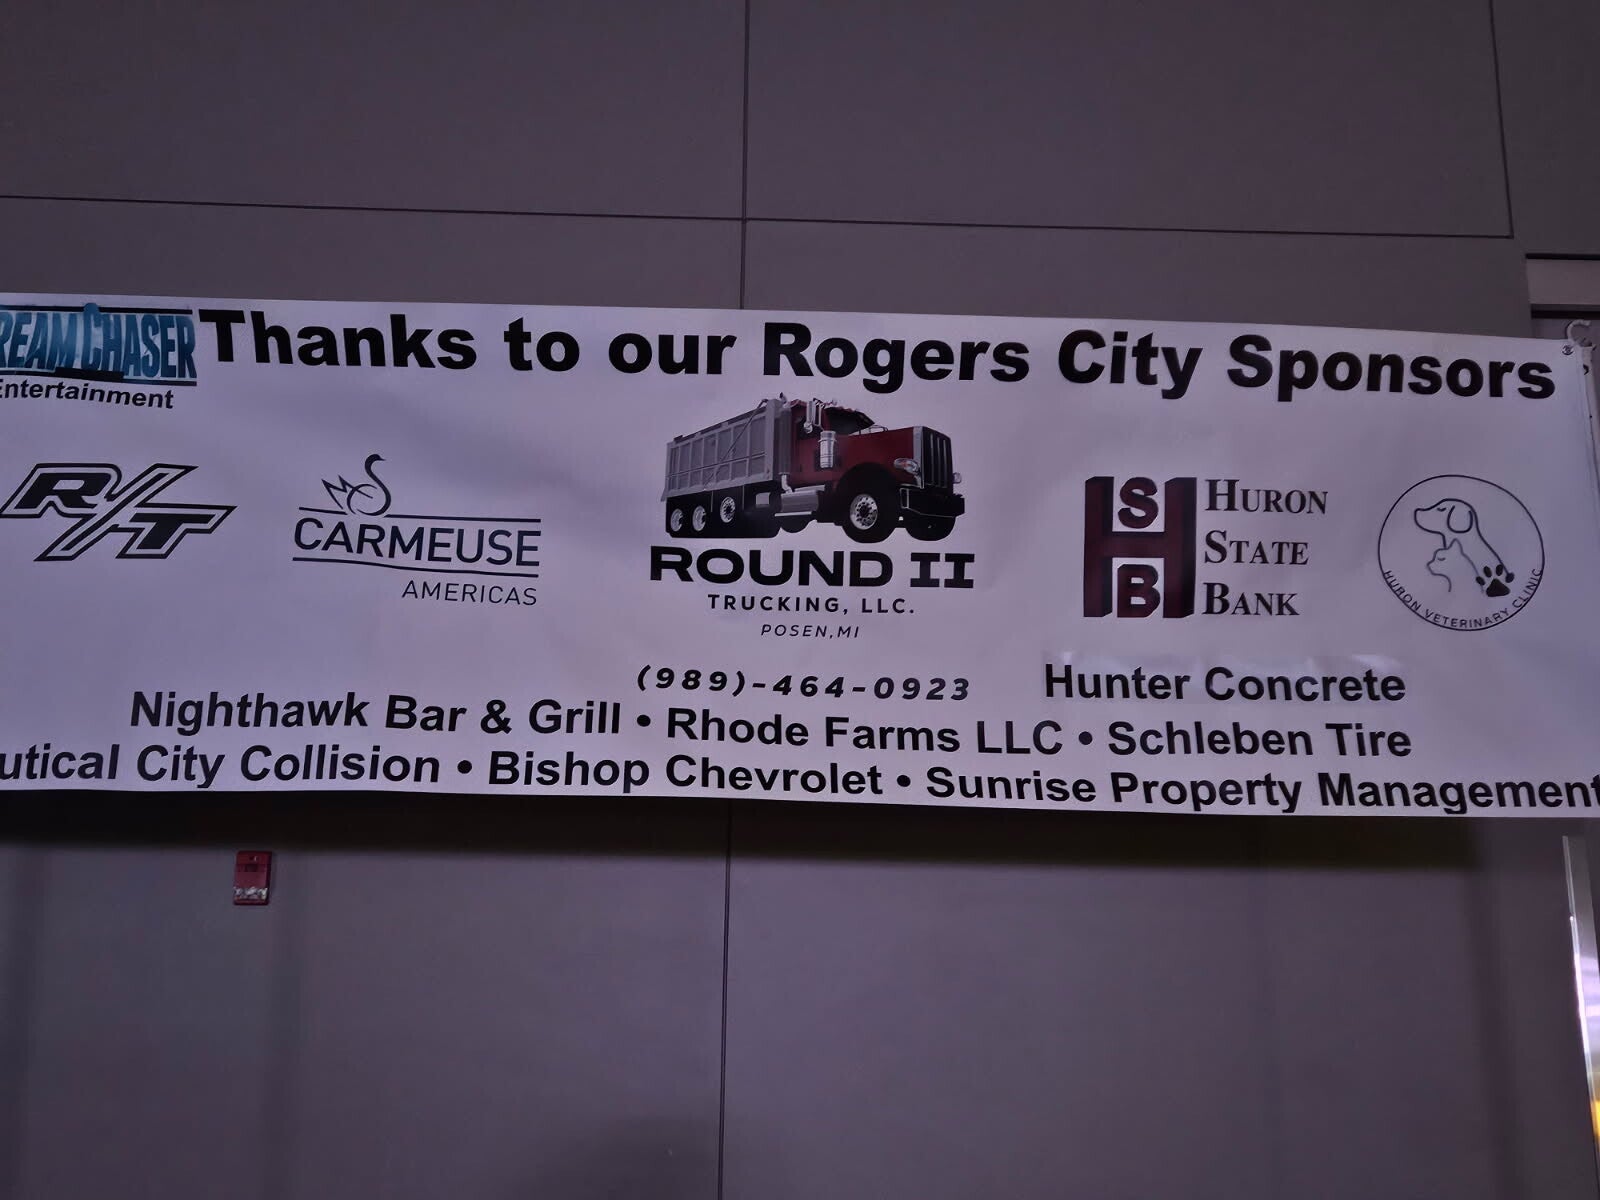 REAM CHASER
Entertainment
Thanks to our Rogers City Sponsors
R/T
CARMEUSE
AMERICAS
ROUND II
TRUCKING, LLC.
POSEN, MI
(989)-464-0923
HSB
HURON
STATE
BANK
HURON VETERINARY CLINIC
Hunter Concrete
Nighthawk Bar & Grill • Rhode Farms LLC • Schleben Tire
utical City Collision • Bishop Chevrolet • Sunrise Property Management